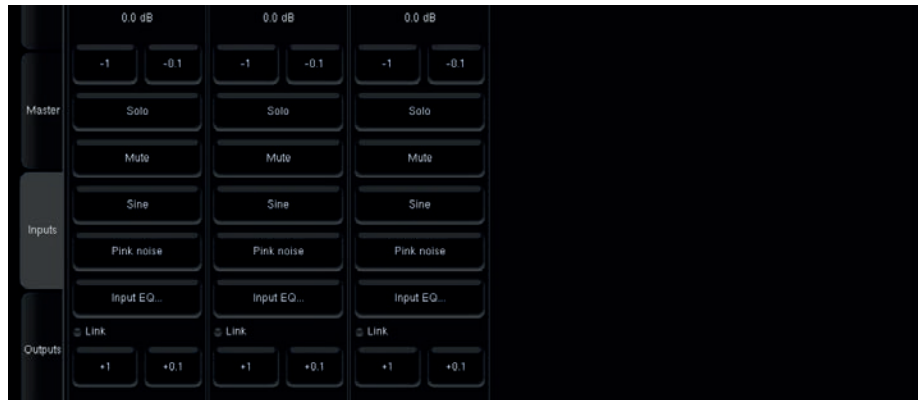 0.0 dB 0.0 dB 0.0 dB
-1 -0.1 -1 -0.1 -1 -0.1
Master Solo Solo Solo
Mute Mute Mute
Sine Sine Sine
Inputs
Pink noise Pink noise Pink noise
Input EQ... Input EQ... Input EQ...
Link Link Link
Outputs
+1 +0.1 +1 +0.1 +1 +0.1